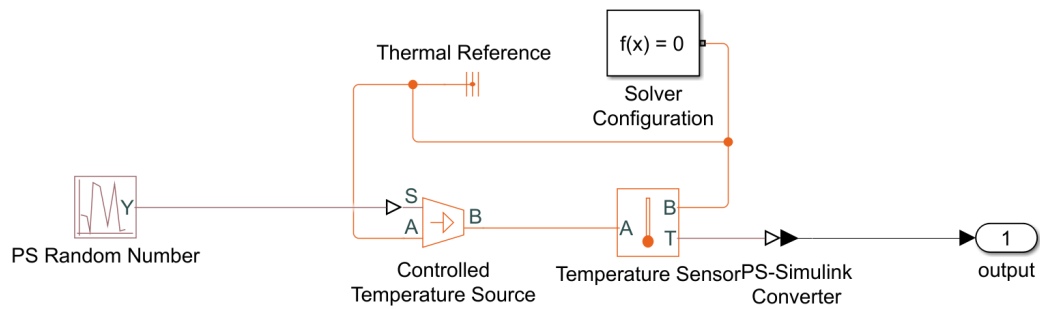 f(x) = 0
Thermal Reference
Solver
Configuration
S
A
B
Y
PS Random Number
Controlled
Temperature Source
A
B
T
Temperature Sensor
PS-Simulink
Converter
1
output